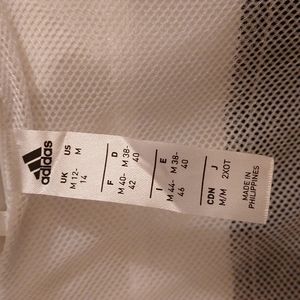 adidas
US M
UK M 12-14
D M 38-40
F M 40-42
E M 38-40
I M 44-46
J 2XOT
CDN M/M
MADE IN
PHILIPPINES